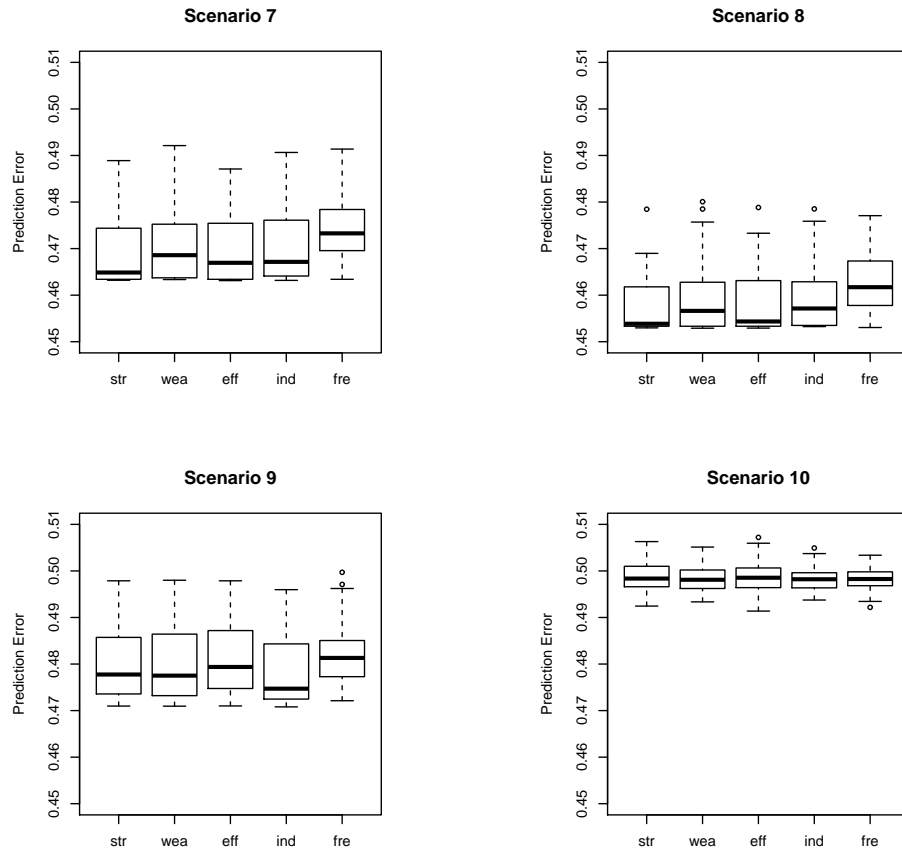 Scenario 7
Prediction Error
0.51
0.50
0.49
0.48
0.47
0.46
0.45
str wea eff ind fre
Scenario 8
Prediction Error
0.51
0.50
0.49
0.48
0.47
0.46
0.45
str wea eff ind fre
Scenario 9
Prediction Error
0.51
0.50
0.49
0.48
0.47
0.46
0.45
str wea eff ind fre
Scenario 10
Prediction Error
0.51
0.50
0.49
0.48
0.47
0.46
0.45
str wea eff ind fre